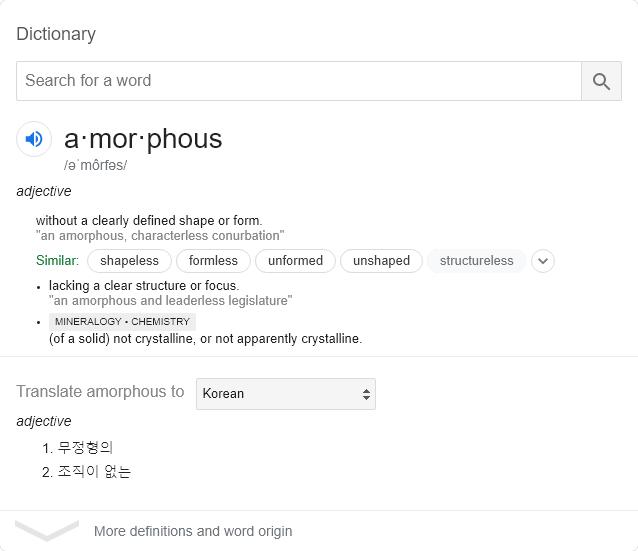 Dictionary
Search for a word
a·mor·phous
/əˈmôrfəs/
adjective
without a clearly defined shape or form.
"an amorphous, characterless conurbation"
Similar: shapeless formless unformed unshaped structureless
• lacking a clear structure or focus.
"an amorphous and leaderless legislature"
• MINERALOGY • CHEMISTRY
(of a solid) not crystalline, or not apparently crystalline.
Translate amorphous to Korean
adjective
1. 무정형의
2. 조직이 없는
More definitions and word origin